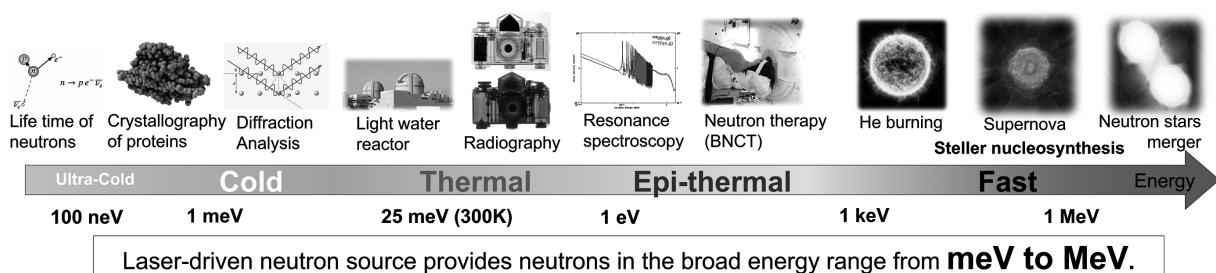 n → p e⁻ ν̄ₑ
Life time of
neutrons
Crystallography
of proteins
Diffraction
Analysis
Light water
reactor
Radiography
Resonance
spectroscopy
Neutron therapy
(BNCT)
He burning
Supernova
Neutron stars
merger
Steller nucleosynthesis
Ultra-Cold
Cold
Thermal
Epi-thermal
Fast
Energy
100 neV
1 meV
25 meV (300K)
1 eV
1 keV
1 MeV
Laser-driven neutron source provides neutrons in the broad energy range from meV to MeV.